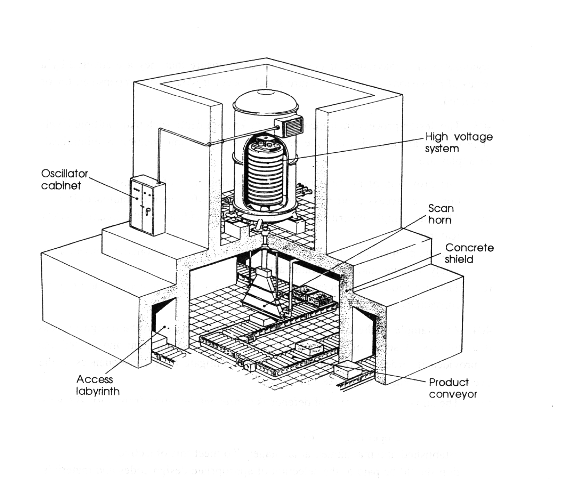 High voltage
system
Oscillator
cabinet
Scan
horn
Concrete
shield
Access
labyrinth
Product
conveyor